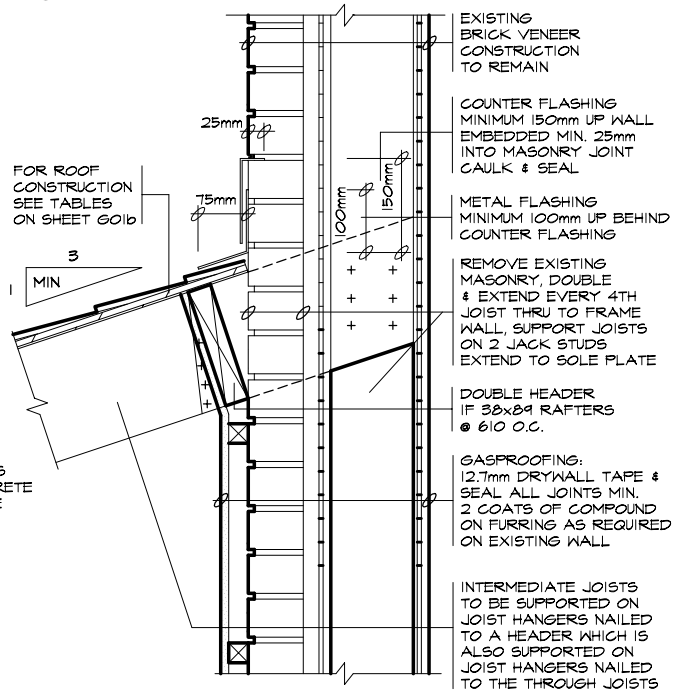 EXISTING
BRICK VENEER
CONSTRUCTION
TO REMAIN
COUNTER FLASHING
MINIMUM 150mm UP WALL
EMBEDDED MIN. 25mm
INTO MASONRY JOINT
CAULK & SEAL
METAL FLASHING
MINIMUM 100mm UP BEHIND
COUNTER FLASHING
REMOVE EXISTING
MASONRY, DOUBLE
& EXTEND EVERY 4TH
JOIST THRU TO FRAME
WALL, SUPPORT JOISTS
ON 2 JACK STUDS
EXTEND TO SOLE PLATE
DOUBLE HEADER
IF 38x89 RAFTERS
@ 610 O.C.
GASPROOFING:
12.7mm DRYWALL TAPE &
SEAL ALL JOINTS MIN.
2 COATS OF COMPOUND
ON FURRING AS REQUIRED
ON EXISTING WALL
INTERMEDIATE JOISTS
TO BE SUPPORTED ON
JOIST HANGERS NAILED
TO A HEADER WHICH IS
ALSO SUPPORTED ON
JOIST HANGERS NAILED
TO THE THROUGH JOISTS
25mm
75mm
100mm
150mm
FOR ROOF
CONSTRUCTION
SEE TABLES
ON SHEET G01b
3
MIN
1